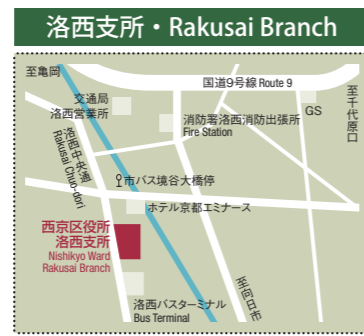 洛西支所・Rakusai Branch
至亀岡
国道9号線 Route 9
至千代原口
交通局
洛西営業所
GS
消防署洛西消防出張所
Fire Station
洛西中央通
Rakusai Chuo-dori
市バス境谷大橋停
ホテル京都エミナース
西京区役所
洛西支所
Nishikyo Ward
Rakusai Branch
至向日市
洛西バスターミナル
Bus Terminal